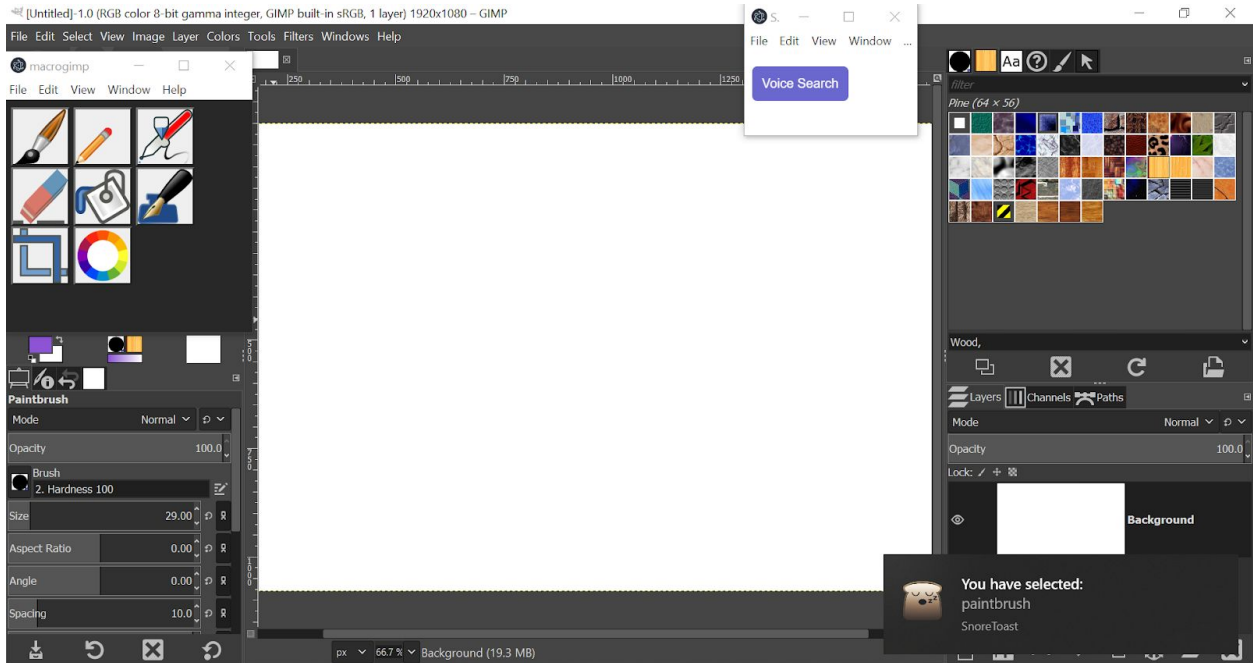 [Untitled]-1.0 (RGB color 8-bit gamma integer, GIMP built-in sRGB, 1 layer) 1920x1080 – GIMP
File Edit Select View Image Layer Colors Tools Filters Windows Help
macrogimp
File Edit View Window Help
S.
File Edit View Window ...
Voice Search
250 500 750 1000 1250
500
750
1000
Paintbrush
Mode Normal
Opacity 100.0
Brush
2. Hardness 100
Size 29.00
Aspect Ratio 0.00
Angle 0.00
Spacing 10.0
px 66.7 % Background (19.3 MB)
Aa
filter
Pine (64 × 56)
Wood,
Layers Channels Paths
Mode Normal
Opacity 100.0
Lock:
Background
You have selected:
paintbrush
SnoreToast